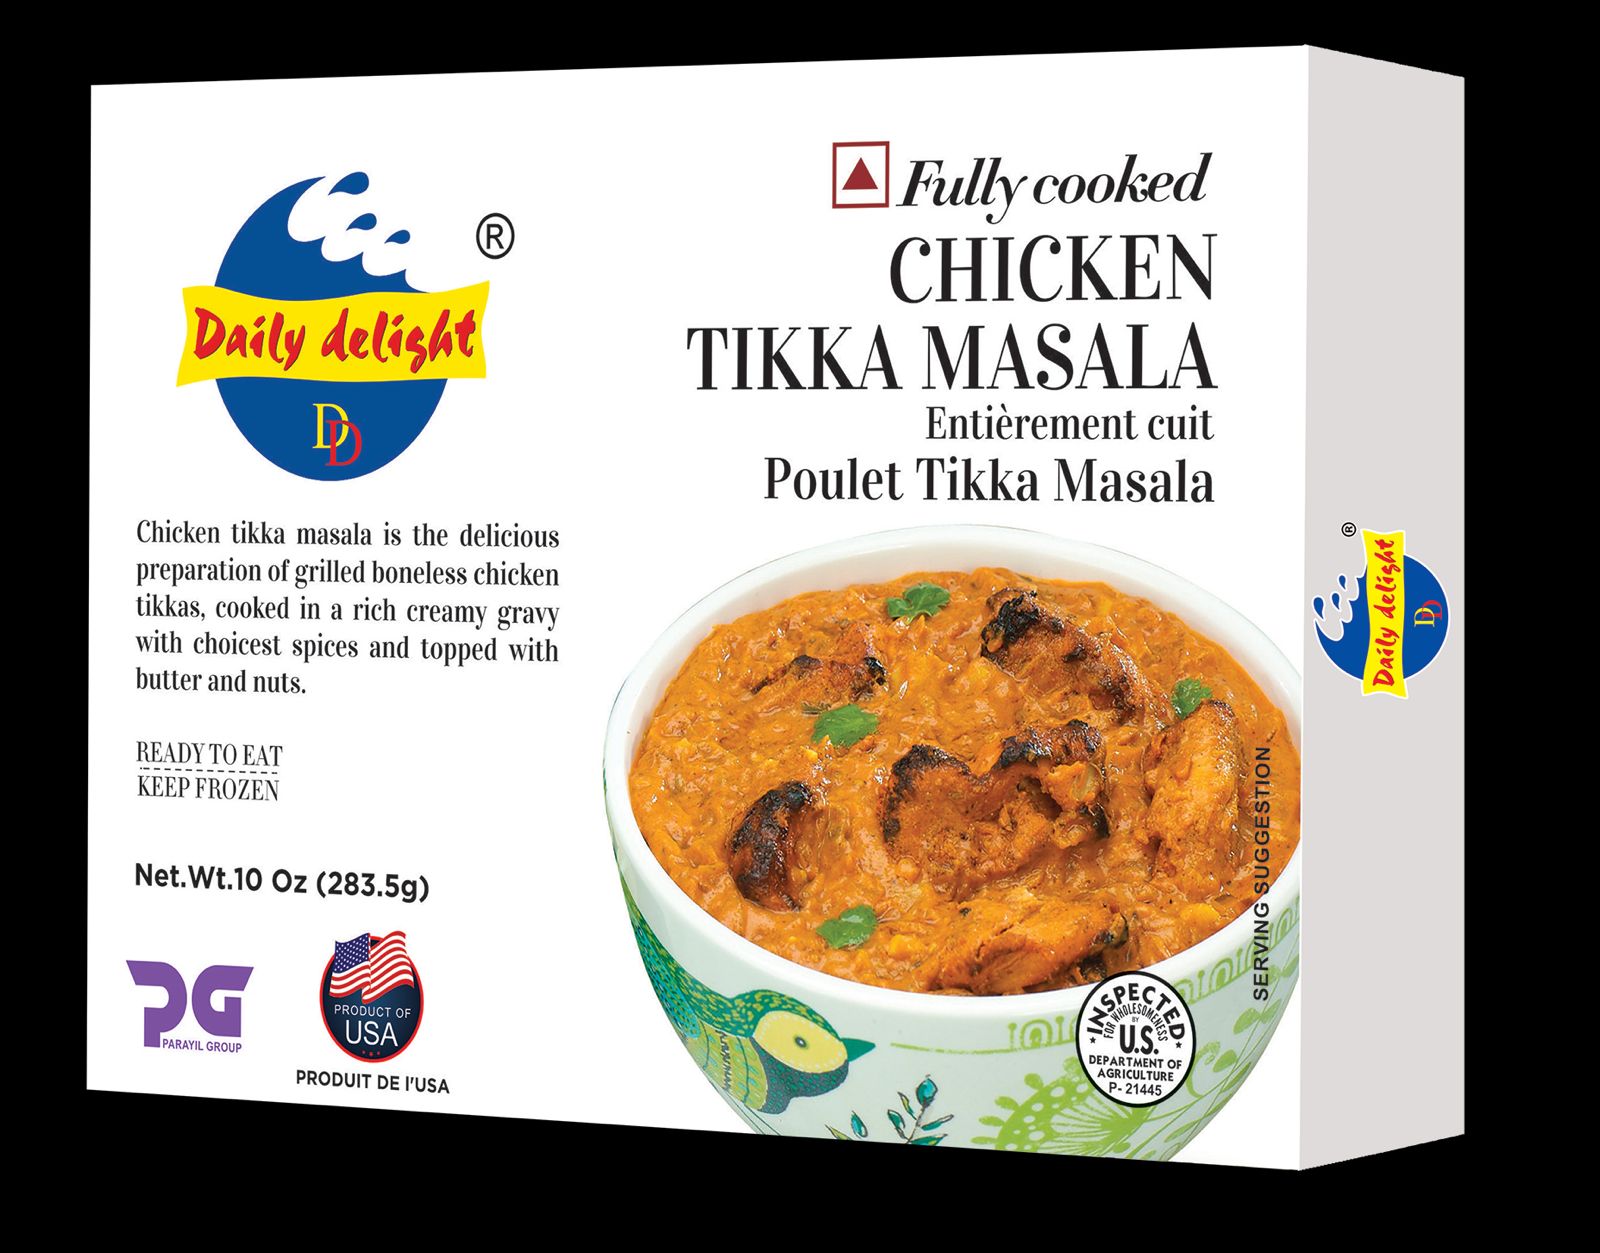 ®
Daily delight
DD
Fully cooked
CHICKEN
TIKKA MASALA
Entièrement cuit
Poulet Tikka Masala
Chicken tikka masala is the delicious
preparation of grilled boneless chicken
tikkas, cooked in a rich creamy gravy
with choicest spices and topped with
butter and nuts.
READY TO EAT
KEEP FROZEN
Net.Wt.10 Oz (283.5g)
PG
PARAYIL GROUP
PRODUCT OF
USA
PRODUIT DE l'USA
SERVING SUGGESTION
INSPECTED
FOR WHOLESOMENESS
BY
U.S.
DEPARTMENT OF
AGRICULTURE
P- 21445
®
Daily delight
DD